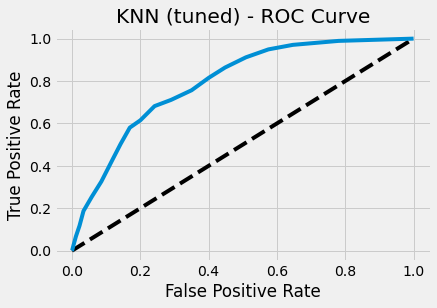 KNN (tuned) - ROC Curve
True Positive Rate
1.0
0.8
0.6
0.4
0.2
0.0
0.0 0.2 0.4 0.6 0.8 1.0
False Positive Rate